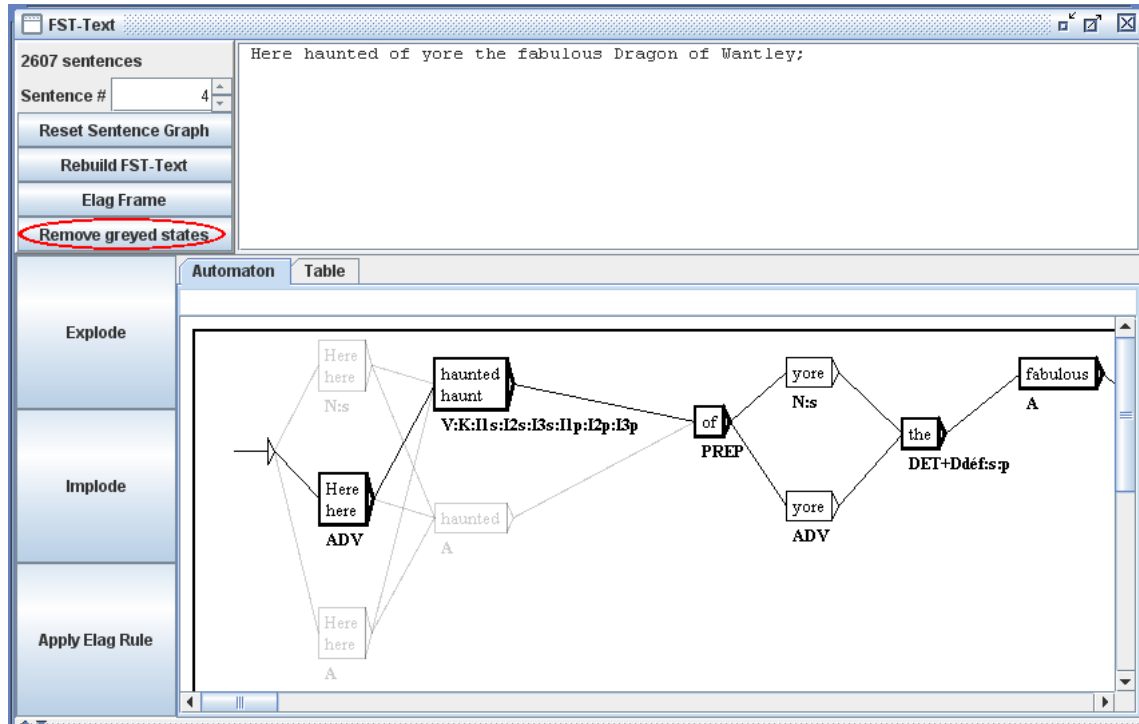 FST-Text
2607 sentences
Sentence # 4
Reset Sentence Graph
Rebuild FST-Text
Elag Frame
Remove greyed states
Here haunted of yore the fabulous Dragon of Wantley;
Explode
Implode
Apply Elag Rule
Automaton Table
Here
here
N:s
haunted
haunt
V:K:I1s:I2s:I3s:I1p:I2p:I3p
Here
here
ADV
haunted
A
Here
here
A
of
PREP
yore
N:s
yore
ADV
the
DET+Ddéf:s:p
fabulous
A